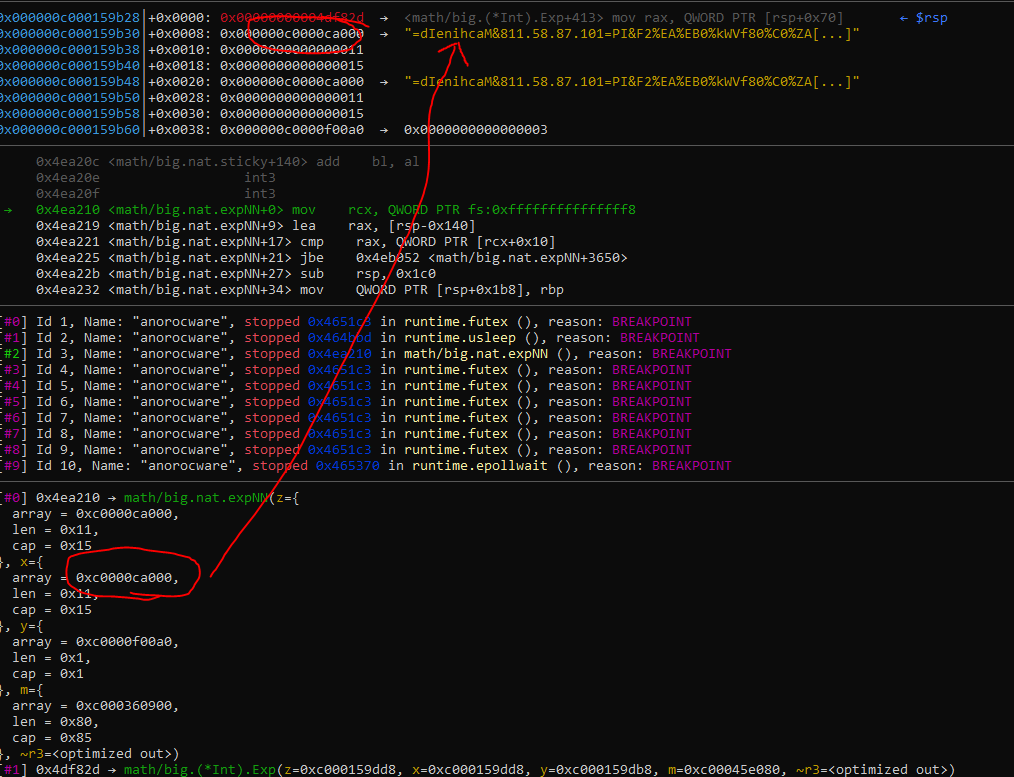 0x000000c000159b28│+0x0000: 0x00000000004df82d → <math/big.(*Int).Exp+413> mov rax, QWORD PTR [rsp+0x70] ← $rsp
0x000000c000159b30│+0x0008: 0x000000c0000ca000 → "=dIenihcaM&811.58.87.101=PI&F2%EA%EB0%kWVf80%C0%ZA[...]"
0x000000c000159b38│+0x0010: 0x0000000000000011
0x000000c000159b40│+0x0018: 0x0000000000000015
0x000000c000159b48│+0x0020: 0x000000c0000ca000 → "=dIenihcaM&811.58.87.101=PI&F2%EA%EB0%kWVf80%C0%ZA[...]"
0x000000c000159b50│+0x0028: 0x0000000000000011
0x000000c000159b58│+0x0030: 0x0000000000000015
0x000000c000159b60│+0x0038: 0x000000c0000f00a0 → 0x0000000000000003
0x4ea20c <math/big.nat.sticky+140> add bl, al
0x4ea20e int3
0x4ea20f int3
→ 0x4ea210 <math/big.nat.expNN+0> mov rcx, QWORD PTR fs:0xfffffffffffffff8
0x4ea219 <math/big.nat.expNN+9> lea rax, [rsp-0x140]
0x4ea221 <math/big.nat.expNN+17> cmp rax, QWORD PTR [rcx+0x10]
0x4ea225 <math/big.nat.expNN+21> jbe 0x4eb052 <math/big.nat.expNN+3650>
0x4ea22b <math/big.nat.expNN+27> sub rsp, 0x1c0
0x4ea232 <math/big.nat.expNN+34> mov QWORD PTR [rsp+0x1b8], rbp
[#0] Id 1, Name: "anorocware", stopped 0x4651c3 in runtime.futex (), reason: BREAKPOINT
[#1] Id 2, Name: "anorocware", stopped 0x464bbd in runtime.usleep (), reason: BREAKPOINT
[#2] Id 3, Name: "anorocware", stopped 0x4ea210 in math/big.nat.expNN (), reason: BREAKPOINT
[#3] Id 4, Name: "anorocware", stopped 0x4651c3 in runtime.futex (), reason: BREAKPOINT
[#4] Id 5, Name: "anorocware", stopped 0x4651c3 in runtime.futex (), reason: BREAKPOINT
[#5] Id 6, Name: "anorocware", stopped 0x4651c3 in runtime.futex (), reason: BREAKPOINT
[#6] Id 7, Name: "anorocware", stopped 0x4651c3 in runtime.futex (), reason: BREAKPOINT
[#7] Id 8, Name: "anorocware", stopped 0x4651c3 in runtime.futex (), reason: BREAKPOINT
[#8] Id 9, Name: "anorocware", stopped 0x4651c3 in runtime.futex (), reason: BREAKPOINT
[#9] Id 10, Name: "anorocware", stopped 0x465370 in runtime.epollwait (), reason: BREAKPOINT
[#0] 0x4ea210 → math/big.nat.expNN(z={
array = 0xc0000ca000,
len = 0x11,
cap = 0x15
}, x={
array = 0xc0000ca000,
len = 0x11,
cap = 0x15
}, y={
array = 0xc0000f00a0,
len = 0x1,
cap = 0x1
}, m={
array = 0xc000360900,
len = 0x80,
cap = 0x85
}, ~r3=<optimized out>)
[#1] 0x4df82d → math/big.(*Int).Exp(z=0xc000159dd8, x=0xc000159dd8, y=0xc000159db8, m=0xc00045e080, ~r3=<optimized out>)